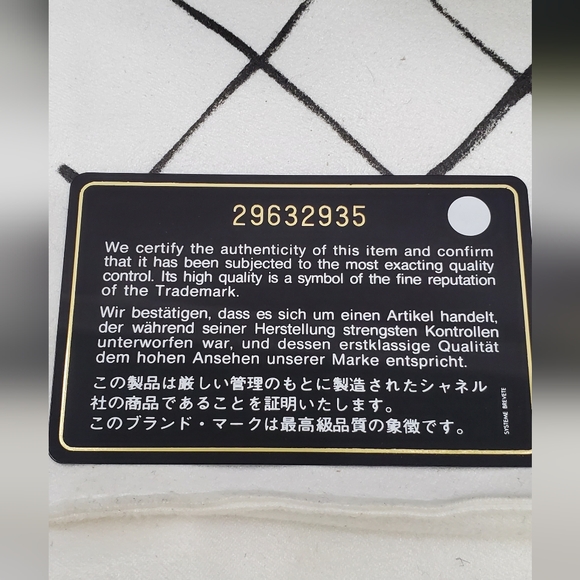 29632935
We certify the authenticity of this item and confirm
that it has been subjected to the most exacting quality
control. Its high quality is a symbol of the fine reputation
of the Trademark.
Wir bestätigen, dass es sich um einen Artikel handelt,
der während seiner Herstellung strengsten Kontrollen
unterworfen war, und dessen erstklassige Qualität
dem hohen Ansehen unserer Marke entspricht.
この製品は厳しい管理のもとに製造されたシャネル
社の商品であることを証明いたします。
このブランド・マークは最高級品質の象徴です。
SYSTEME BREVETE